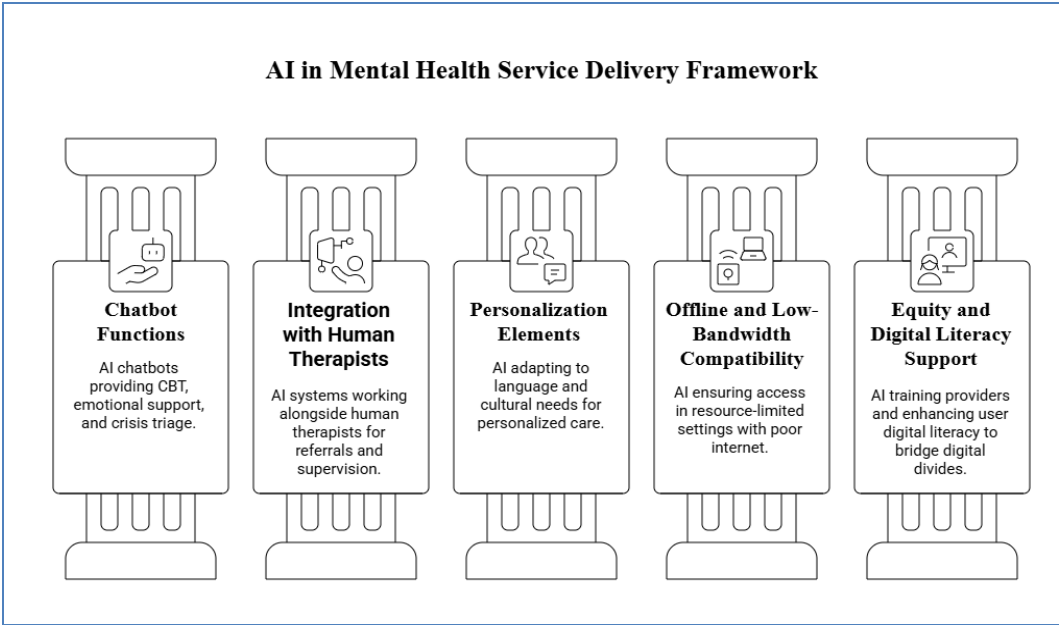 AI in Mental Health Service Delivery Framework
Chatbot
Functions
AI chatbots
providing CBT,
emotional support,
and crisis triage.
Integration
with Human
Therapists
AI systems working
alongside human
therapists for
referrals and
supervision.
Personalization
Elements
AI adapting to
language and
cultural needs for
personalized care.
Offline and Low-
Bandwidth
Compatibility
AI ensuring access
in resource-limited
settings with poor
internet.
Equity and
Digital Literacy
Support
AI training providers
and enhancing user
digital literacy to
bridge digital
divides.